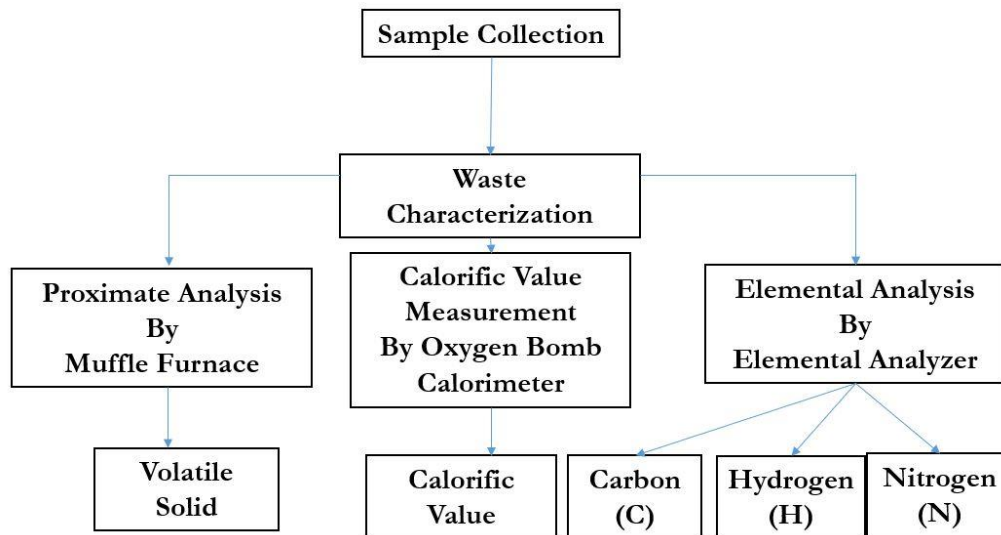 Sample Collection
Waste
Characterization
Proximate Analysis
By
Muffle Furnace
Calorific Value
Measurement
By Oxygen Bomb
Calorimeter
Elemental Analysis
By
Elemental Analyzer
Volatile
Solid
Calorific
Value
Carbon
(C)
Hydrogen
(H)
Nitrogen
(N)